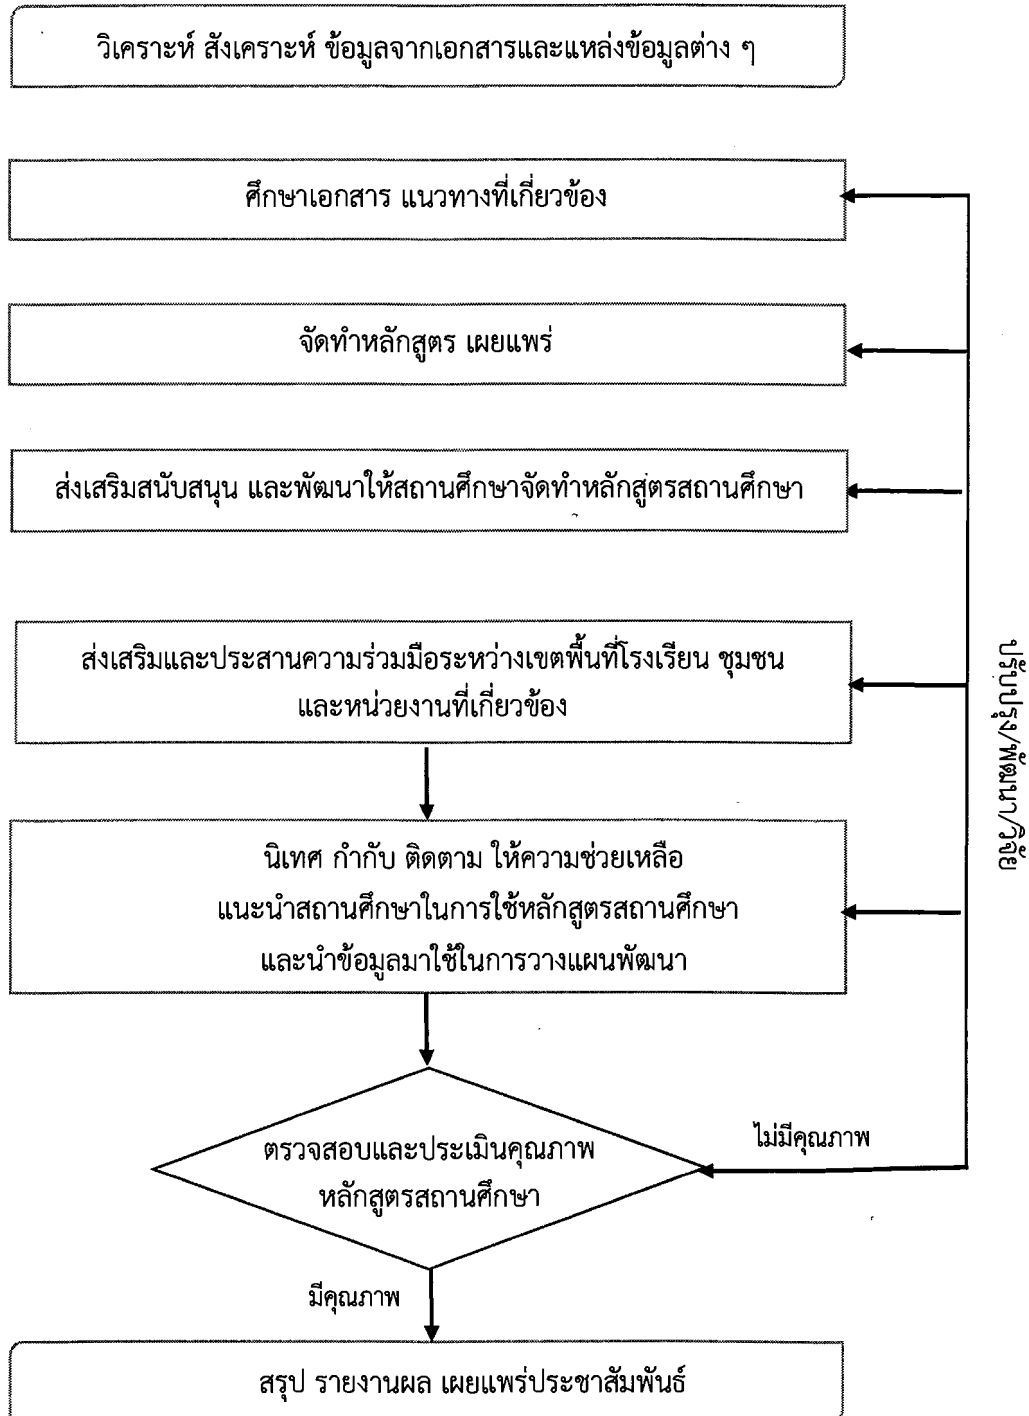 วิเคราะห์ สังเคราะห์ ข้อมูลจากเอกสารและแหล่งข้อมูลต่าง ๆ
ศึกษาเอกสาร แนวทางที่เกี่ยวข้อง
จัดทำหลักสูตร เผยแพร่
ส่งเสริมสนับสนุน และพัฒนาให้สถานศึกษาจัดทำหลักสูตรสถานศึกษา
ส่งเสริมและประสานความร่วมมือระหว่างเขตพื้นที่โรงเรียน ชุมชน
และหน่วยงานที่เกี่ยวข้อง
ปรับปรุง/พัฒนา/วิจัย
นิเทศ กำกับ ติดตาม ให้ความช่วยเหลือ
แนะนำสถานศึกษาในการใช้หลักสูตรสถานศึกษา
และนำข้อมูลมาใช้ในการวางแผนพัฒนา
ตรวจสอบและประเมินคุณภาพ
หลักสูตรสถานศึกษา
ไม่มีคุณภาพ
มีคุณภาพ
สรุป รายงานผล เผยแพร่ประชาสัมพันธ์